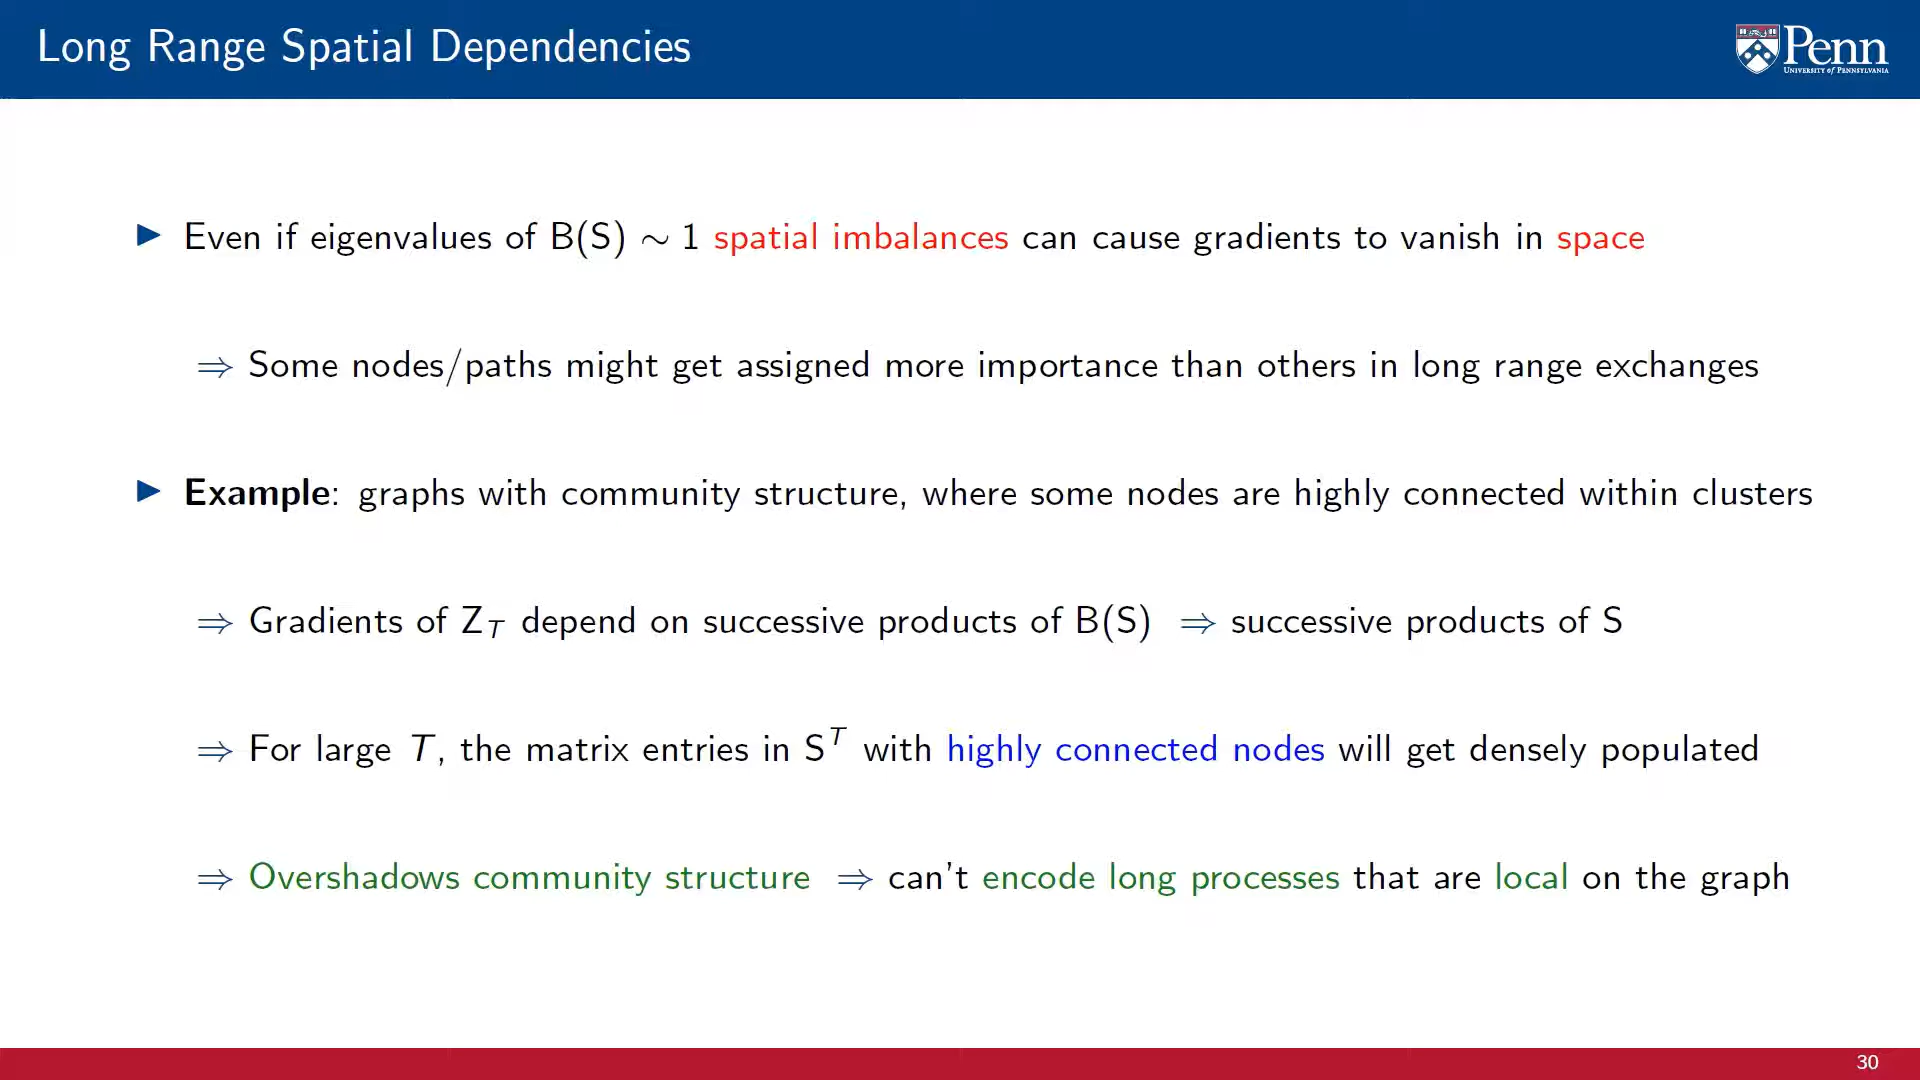 Long Range Spatial Dependencies
Penn
University of Pennsylvania
▶ Even if eigenvalues of B(S) ∼ 1 spatial imbalances can cause gradients to vanish in space
⇒ Some nodes/paths might get assigned more importance than others in long range exchanges
▶ Example: graphs with community structure, where some nodes are highly connected within clusters
⇒ Gradients of Z_T depend on successive products of B(S) ⇒ successive products of S
⇒ For large T, the matrix entries in S^T with highly connected nodes will get densely populated
⇒ Overshadows community structure ⇒ can't encode long processes that are local on the graph
30